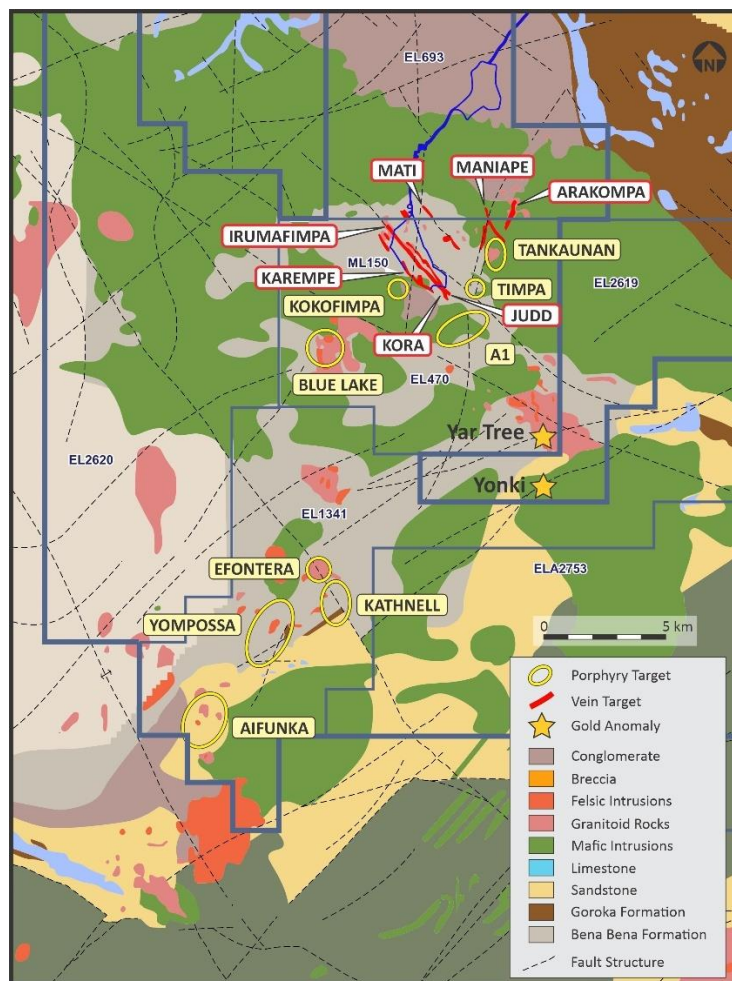 EL693
N
MATI
MANIAPE
ARAKOMPA
IRUMAFIMPA
TANKAUNAN
ML150
KAREMPE
TIMPA
EL2619
KOKOFIMPA
JUDD
KORA
A1
BLUE LAKE
EL470
Yar Tree
EL2620
Yonki
EL1341
EFONTERA
ELA2753
KATHNELL
YOMPOSSA
0 5 km
AIFUNKA
Porphyry Target
Vein Target
Gold Anomaly
Conglomerate
Breccia
Felsic Intrusions
Granitoid Rocks
Mafic Intrusions
Limestone
Sandstone
Goroka Formation
Bena Bena Formation
Fault Structure